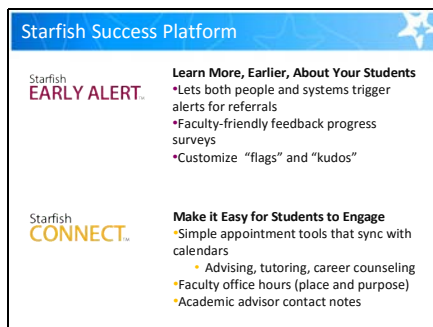 Starfish Success Platform
Starfish
EARLY ALERT™
Learn More, Earlier, About Your Students
•Lets both people and systems trigger
alerts for referrals
•Faculty-friendly feedback progress
surveys
•Customize “flags” and “kudos”
Starfish
CONNECT™
Make it Easy for Students to Engage
•Simple appointment tools that sync with
calendars
• Advising, tutoring, career counseling
•Faculty office hours (place and purpose)
•Academic advisor contact notes